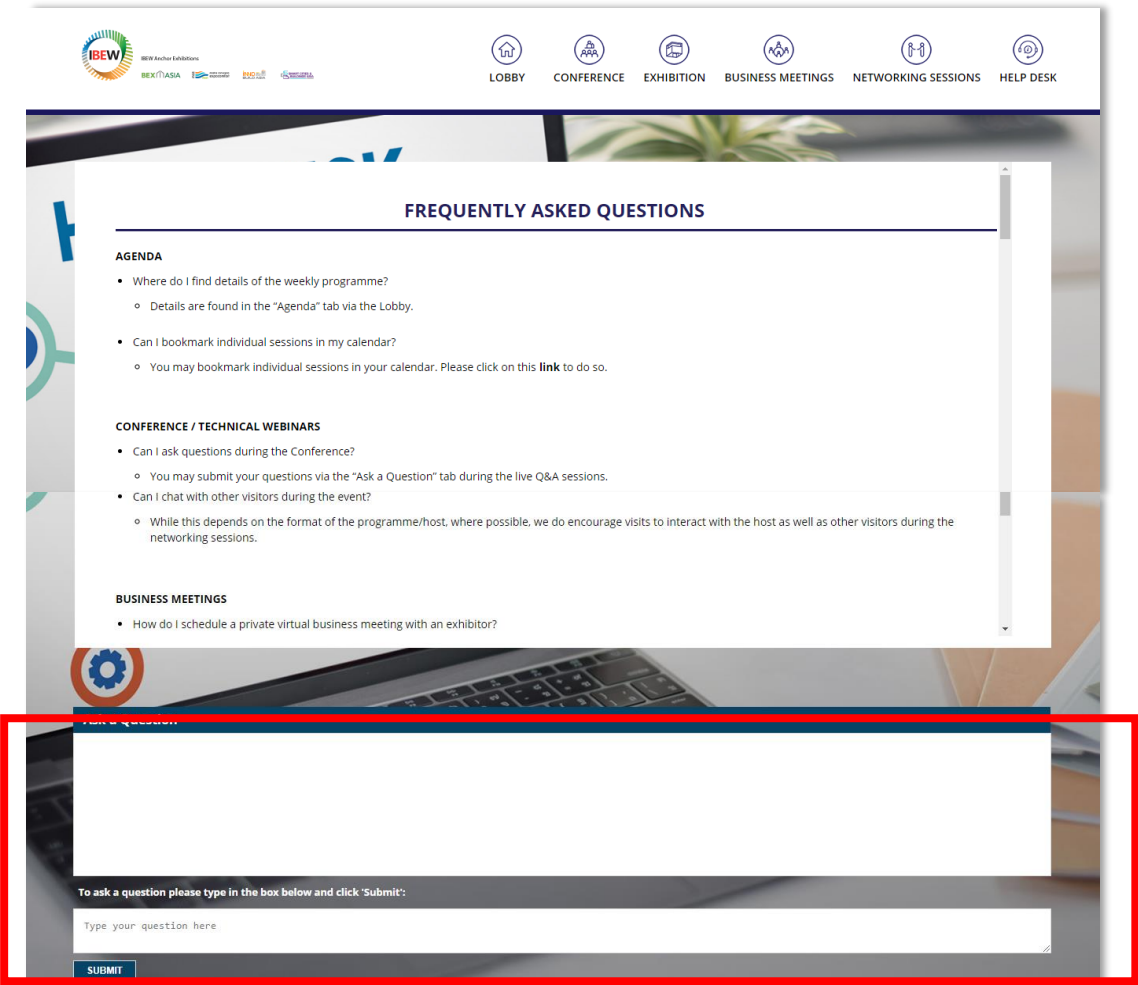 IBEW
IBEW Anchor Exhibitions
BEX ASIA
LOBBY
CONFERENCE
EXHIBITION
BUSINESS MEETINGS
NETWORKING SESSIONS
HELP DESK
FREQUENTLY ASKED QUESTIONS
AGENDA
• Where do I find details of the weekly programme?
Details are found in the “Agenda” tab via the Lobby.
• Can I bookmark individual sessions in my calendar?
You may bookmark individual sessions in your calendar. Please click on this link to do so.
CONFERENCE / TECHNICAL WEBINARS
• Can I ask questions during the Conference?
You may submit your questions via the “Ask a Question” tab during the live Q&A sessions.
• Can I chat with other visitors during the event?
While this depends on the format of the programme/host, where possible, we do encourage visits to interact with the host as well as other visitors during the
networking sessions.
BUSINESS MEETINGS
• How do I schedule a private virtual business meeting with an exhibitor?
Ask a Question
To ask a question please type in the box below and click 'Submit':
Type your question here
SUBMIT